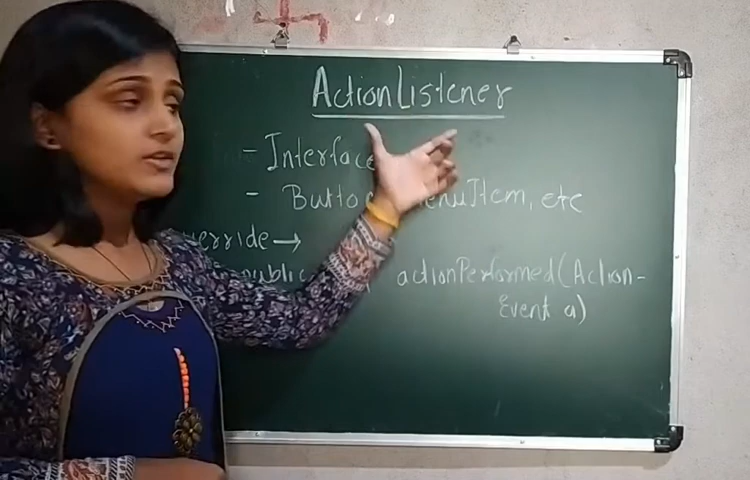 ActionListener
- Interface
- Button, MenuItem, etc
override →
public actionPerformed(Action-
Event a)